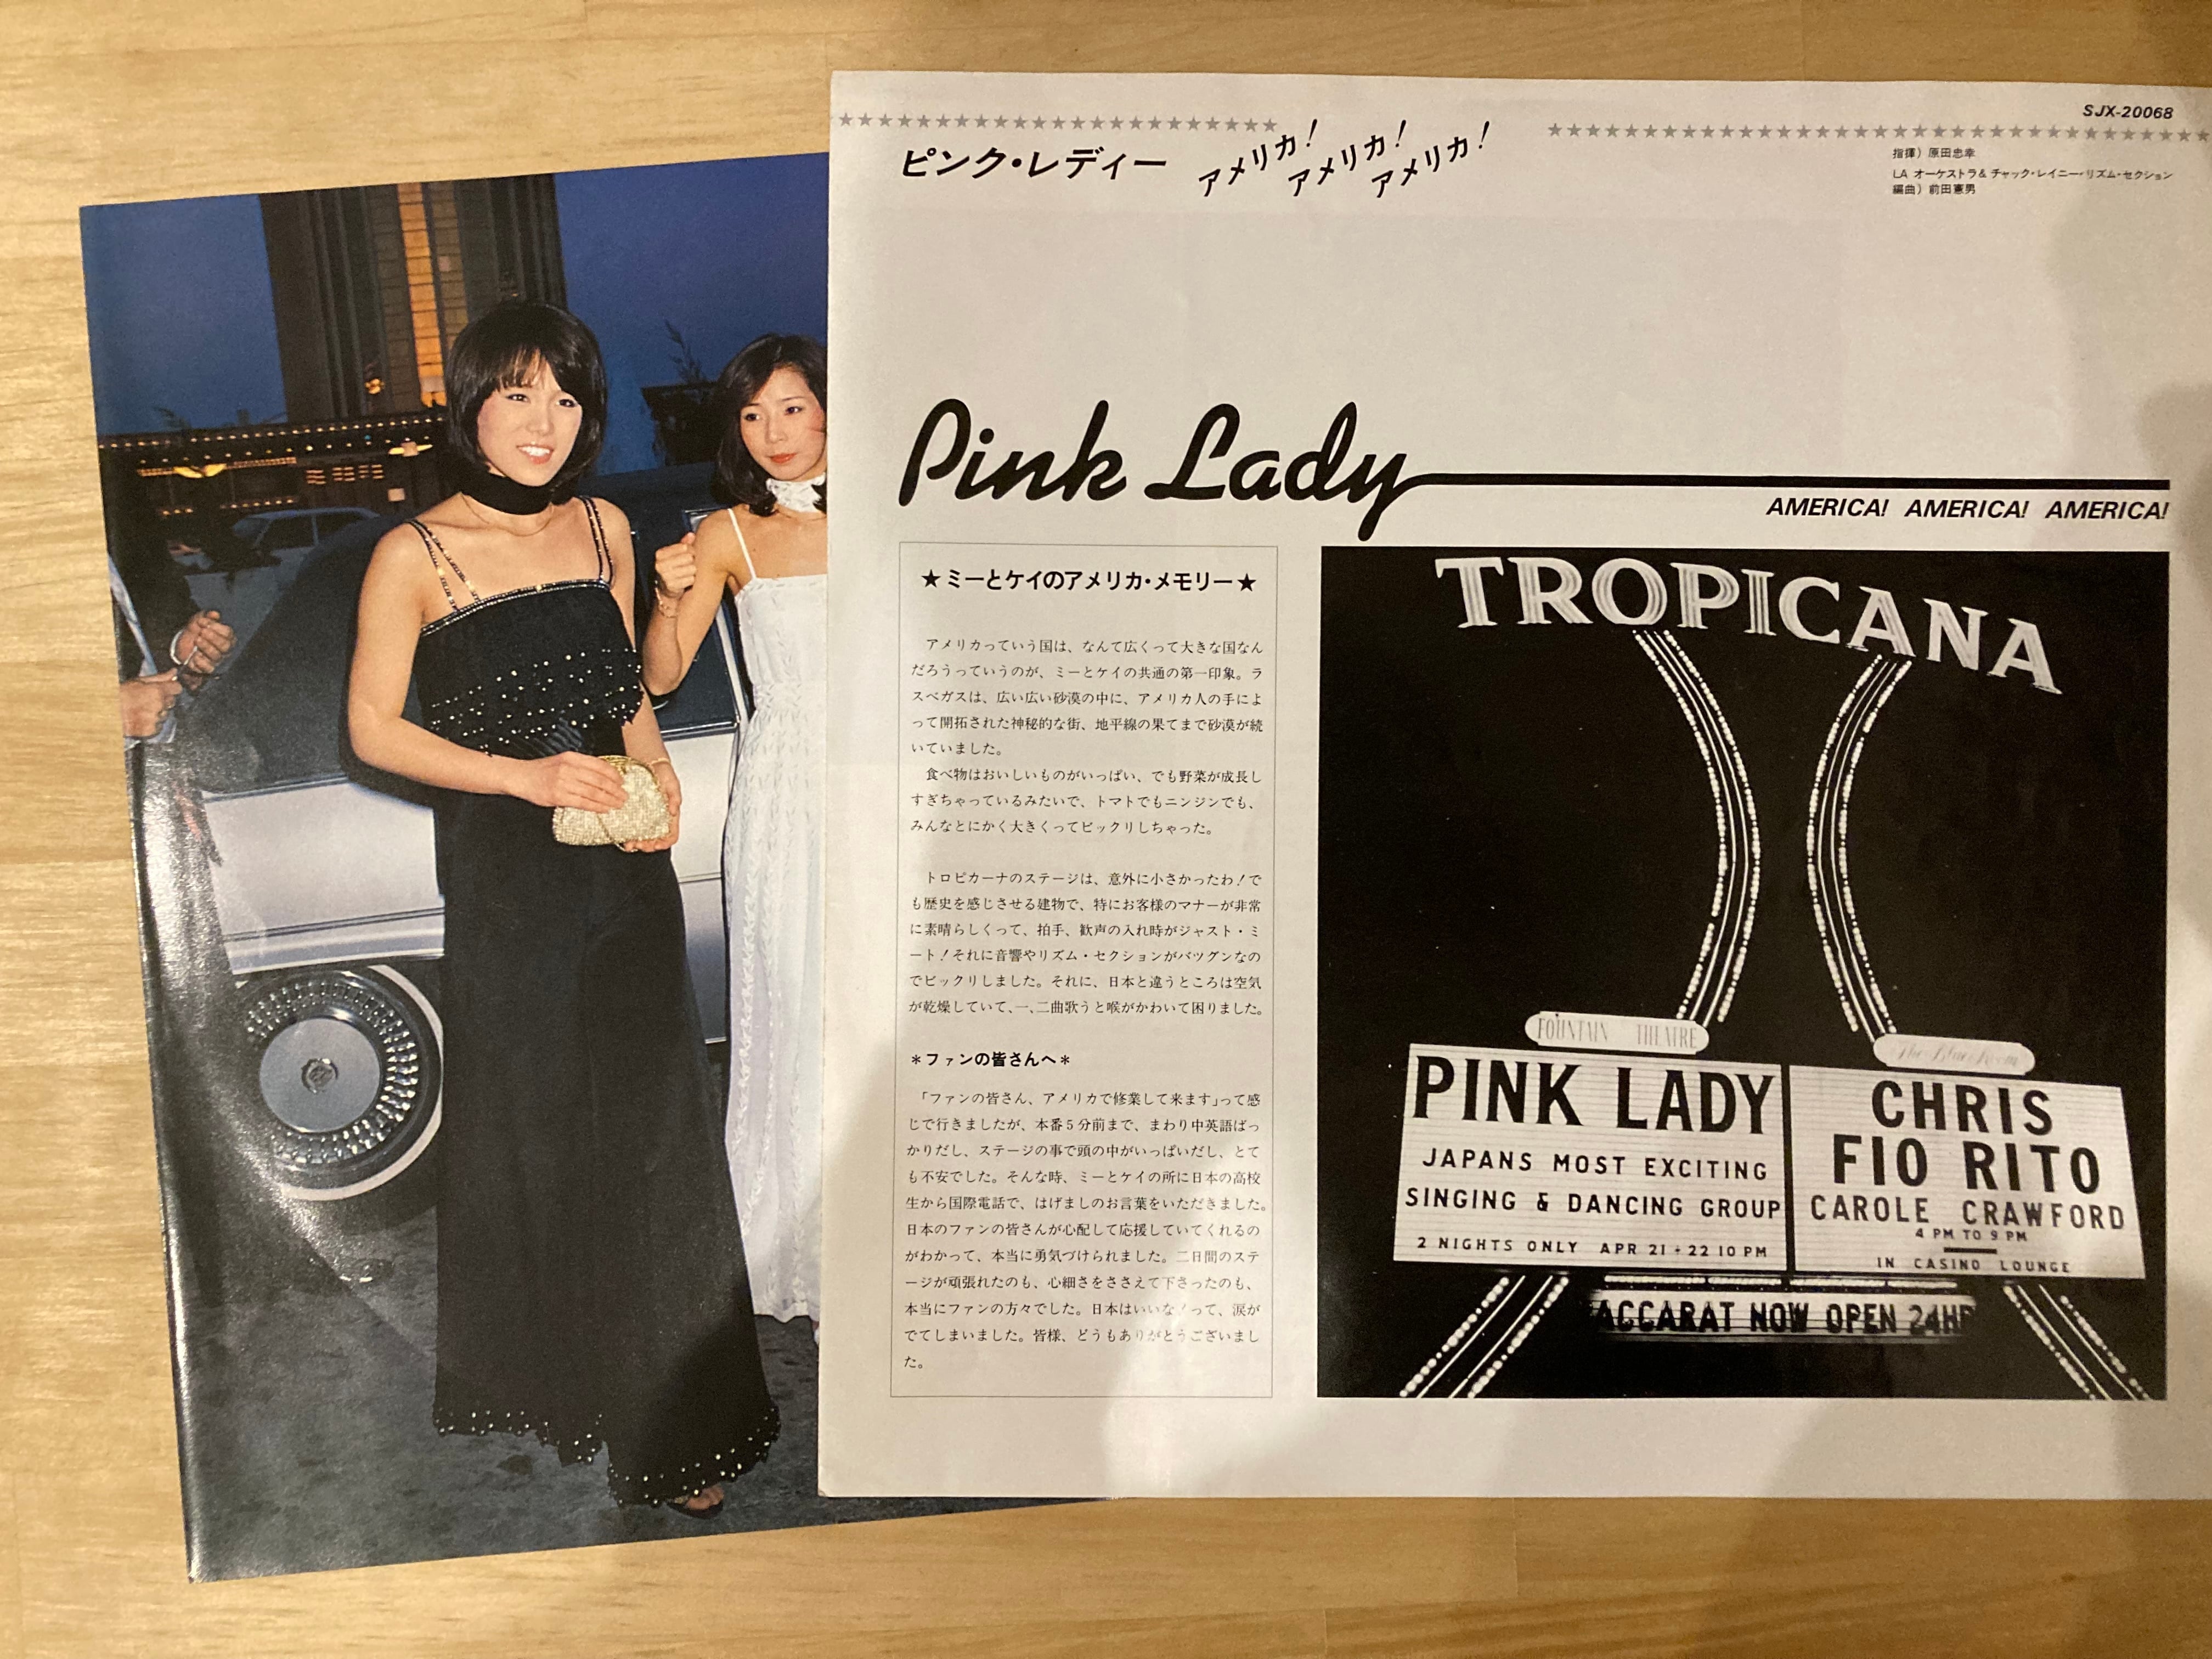 SJX-20068
ピンク・レディー アメリカ! アメリカ! アメリカ!
指揮）原田忠幸
LA オーケストラ& チャック・レイニー・リズム・セクション
編曲）前田憲男
Pink Lady
AMERICA! AMERICA! AMERICA!
★ミーとケイのアメリカ・メモリー★
アメリカっていう国は、なんて広くって大きな国なん
だろうっていうのが、ミーとケイの共通の第一印象。ラ
スベガスは、広い広い砂漠の中に、アメリカ人の手によ
って開拓された神秘的な街、地平線の果てまで砂漠が続
いていました。
食べ物はおいしいものがいっぱい、でも野菜が成長し
すぎちゃっているみたいで、トマトでもニンジンでも、
みんなとにかく大きくってビックリしちゃった。
トロピカーナのステージは、意外に小さかったわ!で
も歴史を感じさせる建物で、特にお客様のマナーが非常
に素晴らしくって、拍手、歓声の入れ時がジャスト・ミ
ート!それに音響やリズム・セクションがバツグンなの
でビックリしました。それに、日本と違うところは空気
が乾燥していて、一、二曲歌うと喉がかわいて困りました。
＊ファンの皆さんへ＊
「ファンの皆さん、アメリカで修業して来ます」って感
じで行きましたが、本番5分前まで、まわり中英語ばっ
かりだし、ステージの事で頭の中がいっぱいだし、とて
も不安でした。そんな時、ミーとケイの所に日本の高校
生から国際電話で、はげましのお言葉をいただきました。
日本のファンの皆さんが心配して応援していてくれるの
がわかって、本当に勇気づけられました。二日間のステ
ージが頑張れたのも、心細さをささえて下さったのも、
本当にファンの方々でした。日本はいいな!って、涙が
でてしまいました。皆様、どうもありがとうございまし
た。
TROPICANA
FOUNTAIN THEATRE
The Blue Room
PINK LADY
JAPANS MOST EXCITING
SINGING & DANCING GROUP
2 NIGHTS ONLY APR 21-22 10 PM
CHRIS
FIO RITO
CAROLE CRAWFORD
4 PM TO 9 PM
IN CASINO LOUNGE
ACCARAT NOW OPEN 24HR